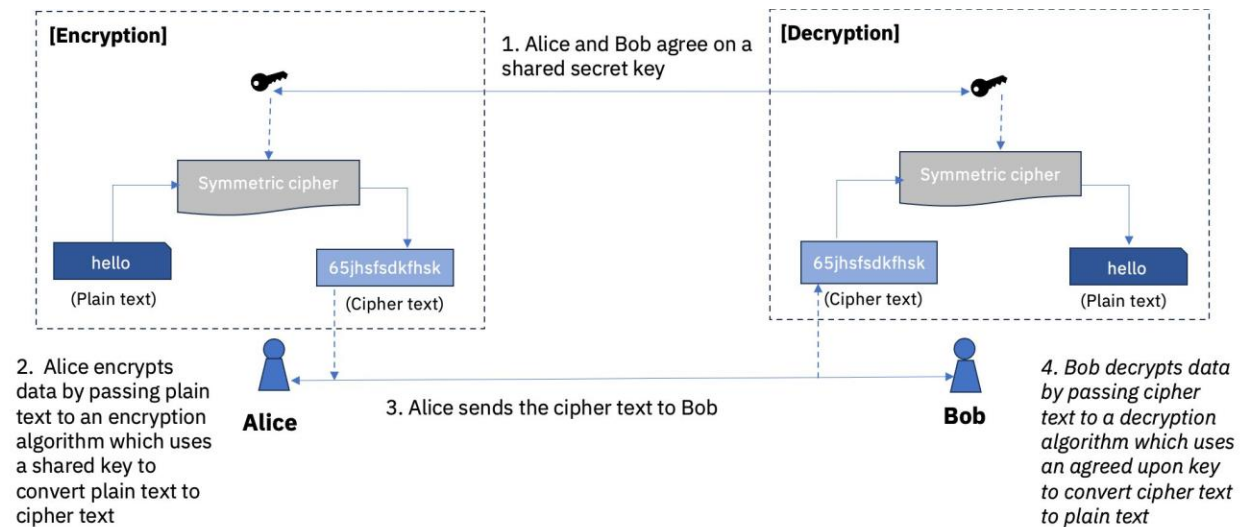 [Encryption]
1. Alice and Bob agree on a
shared secret key
[Decryption]
Symmetric cipher
hello
(Plain text)
65jhsfsdkfhsk
(Cipher text)
Symmetric cipher
65jhsfsdkfhsk
(Cipher text)
hello
(Plain text)
2. Alice encrypts
data by passing plain
text to an encryption
algorithm which uses
a shared key to
convert plain text to
cipher text
Alice
3. Alice sends the cipher text to Bob
Bob
4. Bob decrypts data
by passing cipher
text to a decryption
algorithm which uses
an agreed upon key
to convert cipher text
to plain text